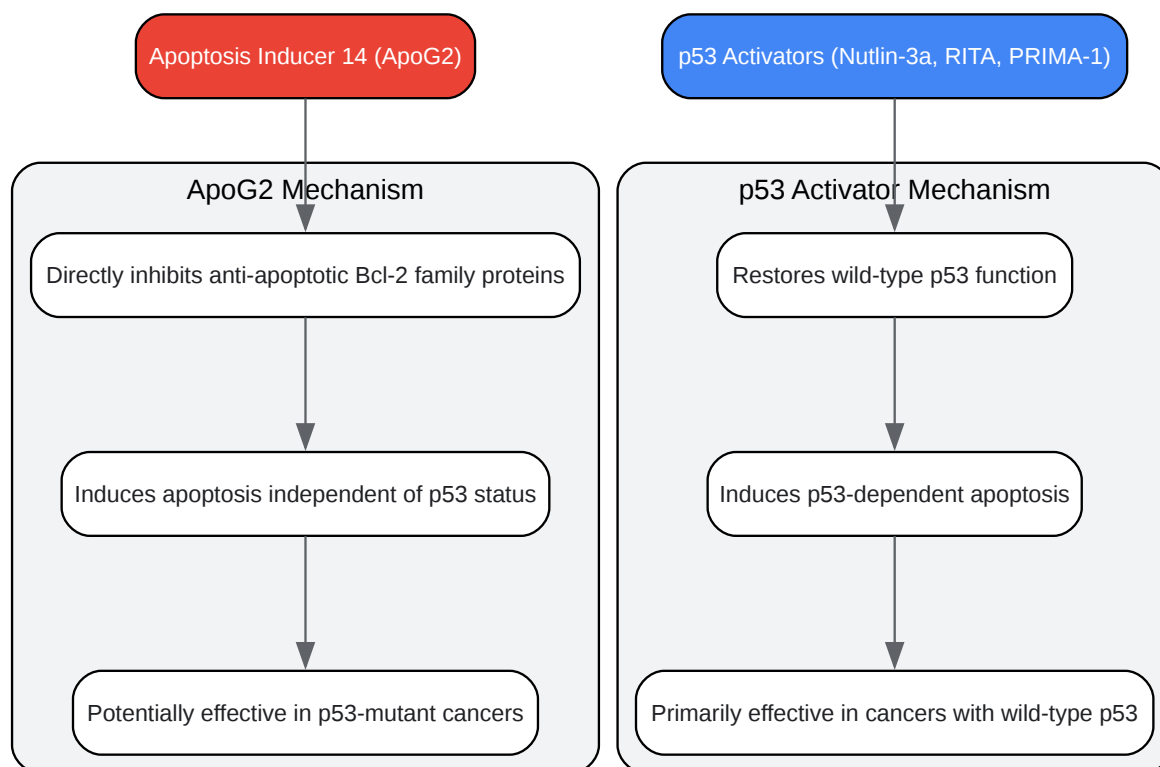 Apoptosis Inducer 14 (ApoG2)
p53 Activators (Nutlin-3a, RITA, PRIMA-1)
ApoG2 Mechanism
Directly inhibits anti-apoptotic Bcl-2 family proteins
Induces apoptosis independent of p53 status
Potentially effective in p53-mutant cancers
p53 Activator Mechanism
Restores wild-type p53 function
Induces p53-dependent apoptosis
Primarily effective in cancers with wild-type p53